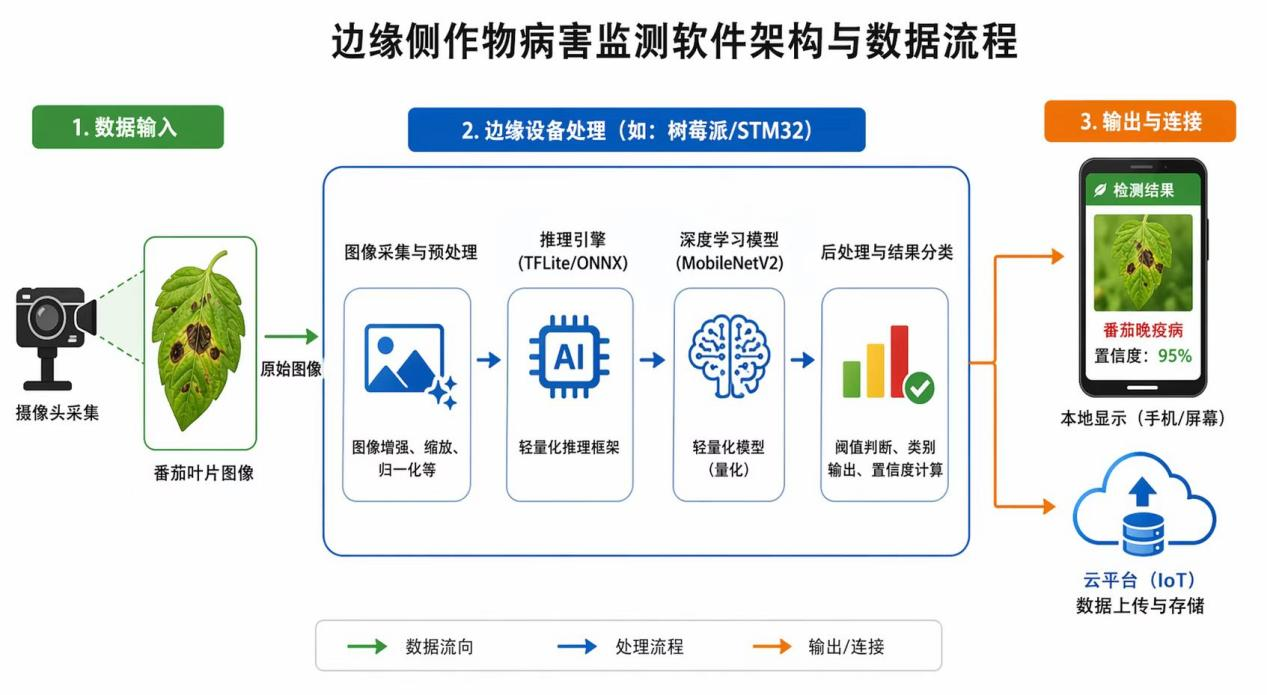 边缘侧作物病害监测软件架构与数据流程
1. 数据输入
摄像头采集
番茄叶片图像
原始图像
2. 边缘设备处理（如：树莓派/STM32）
图像采集与预处理
图像增强、缩放、
归一化等
推理引擎
(TFLite/ONNX)
AI
轻量化推理框架
深度学习模型
(MobileNetV2)
轻量化模型
（量化）
后处理与结果分类
阀值判断、类别
输出、置信度计算
3. 输出与连接
检测结果
番茄晚疫病
置信度：95%
本地显示（手机/屏幕）
云平台（IoT）
数据上传与存储
数据流向
处理流程
输出/连接